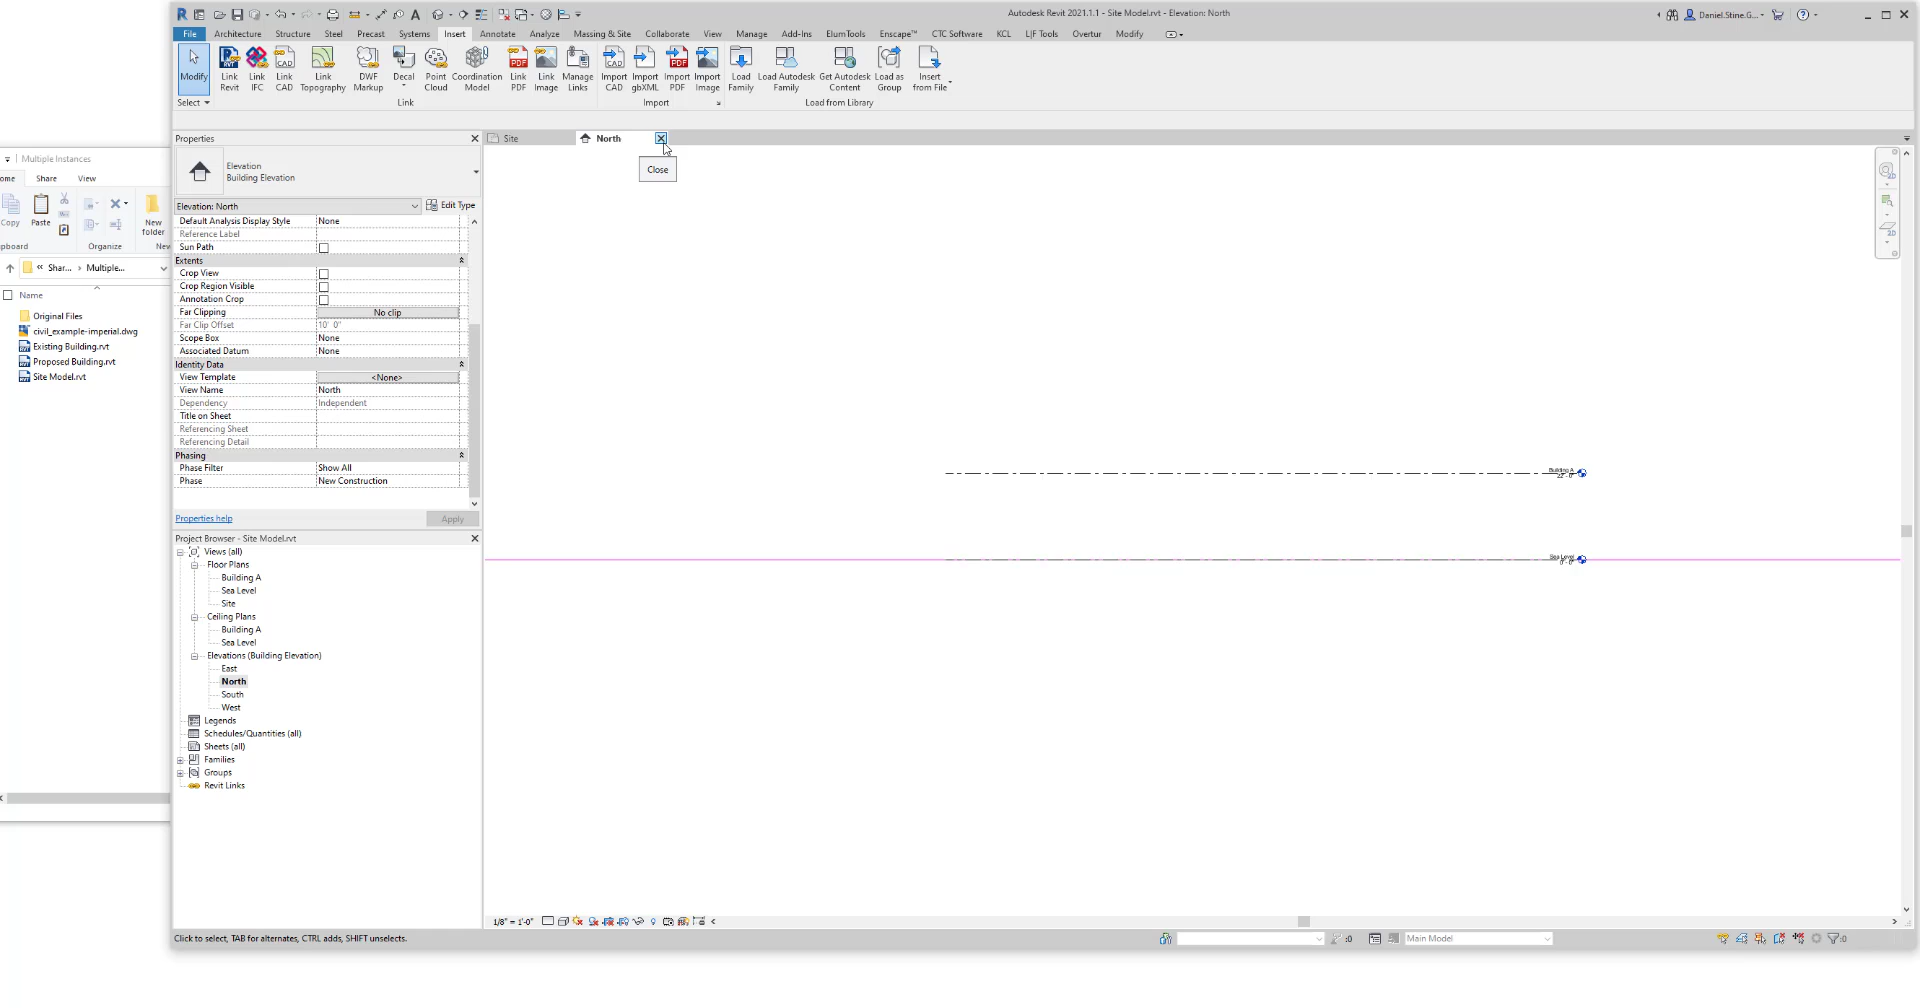 Autodesk Revit 2021.1.1 - Site Model.rvt - Elevation: North
Daniel.Stine.G...
File Architecture Structure Steel Precast Systems Insert Annotate Analyze Massing & Site Collaborate View Manage Add-Ins ElumTools Enscape™ CTC Software KCL L|F Tools Overtur Modify
Modify
Link Revit
Link IFC
Link CAD
Link Topography
DWF Markup
Decal
Point Cloud
Coordination Model
Link PDF
Link Image
Manage Links
Import CAD
Import gbXML
Import PDF
Import Image
Load Family
Load Autodesk Family
Get Autodesk Content
Load as Group
Insert from File
Select
Link
Import
Load from Library
Multiple Instances
Share View
Copy
Paste
New folder
Organize
Shar... › Multiple...
Name
Original Files
civil_example-imperial.dwg
Existing Building.rvt
Proposed Building.rvt
Site Model.rvt
Properties
Site
North
Close
Elevation
Building Elevation
Elevation: North
Edit Type
Default Analysis Display Style None
Reference Label
Sun Path
Extents
Crop View
Crop Region Visible
Annotation Crop
Far Clipping No clip
Far Clip Offset 10' 0"
Scope Box None
Associated Datum None
Identity Data
View Template <None>
View Name North
Dependency Independent
Title on Sheet
Referencing Sheet
Referencing Detail
Phasing
Phase Filter Show All
Phase New Construction
Properties help
Apply
Project Browser - Site Model.rvt
Views (all)
Floor Plans
Building A
Sea Level
Site
Ceiling Plans
Building A
Sea Level
Elevations (Building Elevation)
East
North
South
West
Legends
Schedules/Quantities (all)
Sheets (all)
Families
Groups
Revit Links
Building A
22' - 0"
Sea Level
0' - 0"
1/8" = 1'-0"
Click to select, TAB for alternates, CTRL adds, SHIFT unselects.
:0
Main Model
:0